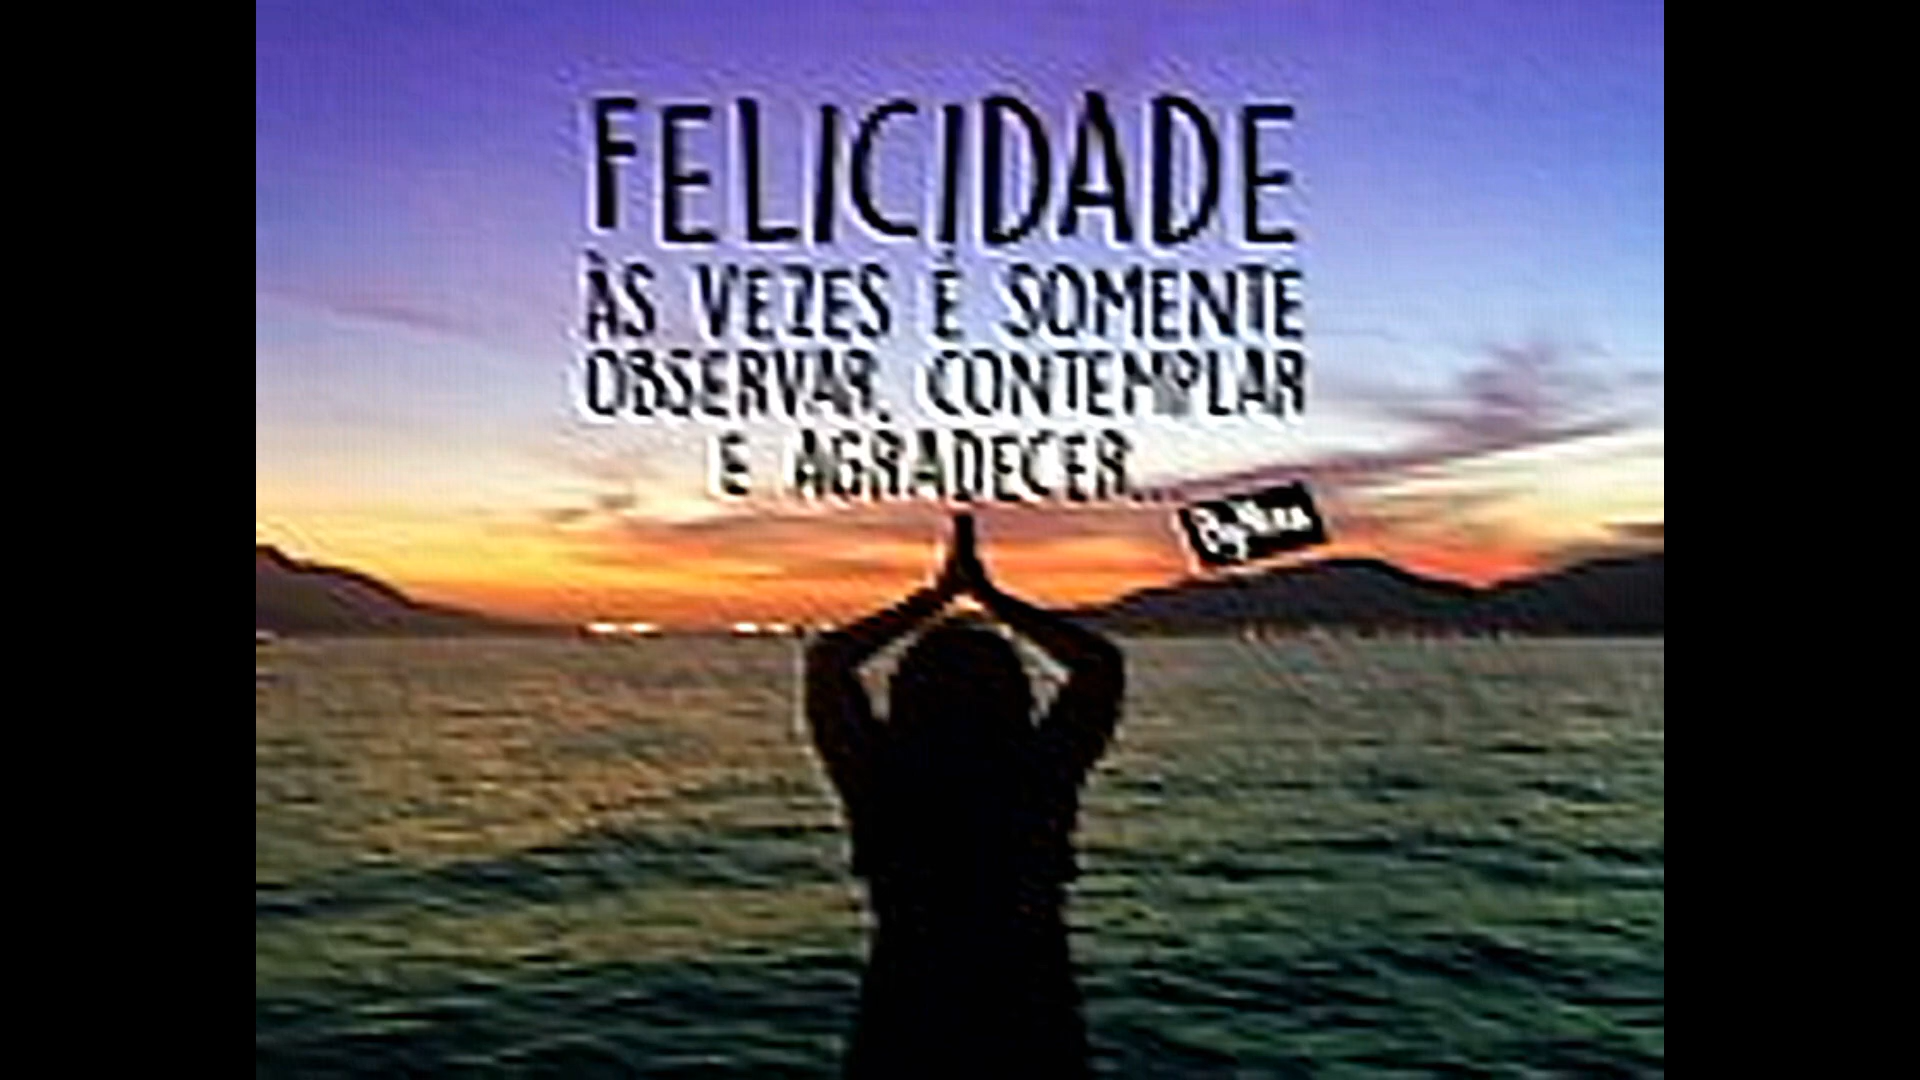 FELICIDADE
ÀS VEZES É SOMENTE
OBSERVAR, CONTEMPLAR
E AGRADECER...